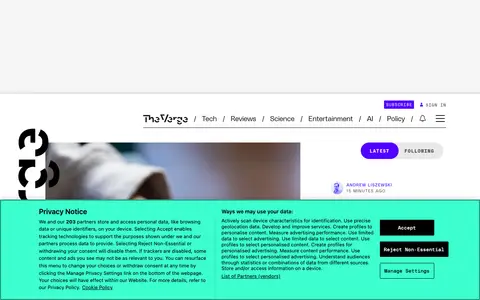 SUBSCRIBE
SIGN IN
TheVerge / Tech / Reviews / Science / Entertainment / AI / Policy /
LATEST
FOLLOWING
ANDREW LISZEWSKI
15 MINUTES AGO
Privacy Notice
We and our 203 partners store and access personal data, like browsing
data or unique identifiers, on your device. Selecting Accept enables
tracking technologies to support the purposes shown under we and our
partners process data to provide. Selecting Reject Non-Essential or
withdrawing your consent will disable them. If trackers are disabled, some
content and ads you see may not be as relevant to you. You can resurface
this menu to change your choices or withdraw consent at any time by
clicking the Manage Privacy Settings link on the bottom of the webpage.
Your choices will have effect within our Website. For more details, refer to
our Privacy Policy. Cookie Policy
Ways we may use your data:
Actively scan device characteristics for identification. Use precise
geolocation data. Develop and improve services. Create profiles to
personalise content. Measure advertising performance. Use limited
data to select advertising. Use limited data to select content. Use
profiles to select personalised advertising. Create profiles for
personalised advertising. Measure content performance. Use
profiles to select personalised content. Understand audiences
through statistics or combinations of data from different sources.
Store and/or access information on a device.
List of Partners (vendors)
Accept
Reject Non-Essential
Manage Settings